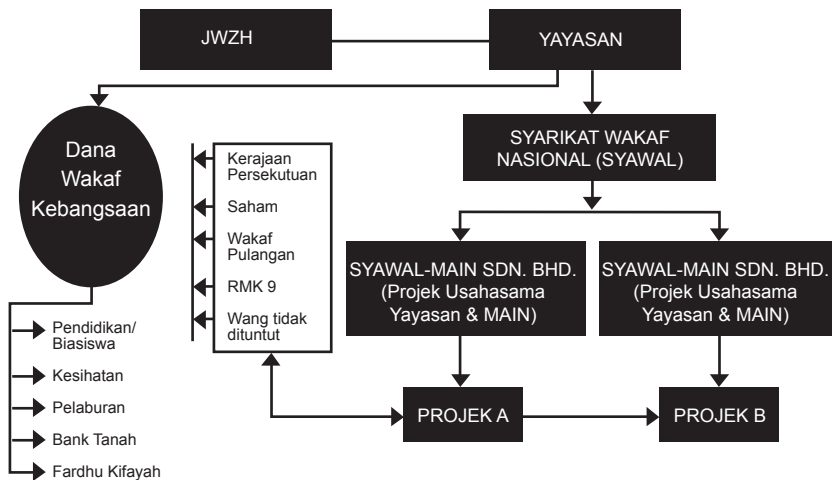 JWZH
YAYASAN
Dana
Wakaf
Kebangsaan
Kerajaan
Persekutuan
Saham
Wakaf
Pulangan
RMK 9
Wang tidak
dituntut
SYARIKAT WAKAF
NASIONAL (SYAWAL)
SYAWAL-MAIN SDN. BHD.
(Projek Usahasama
Yayasan & MAIN)
SYAWAL-MAIN SDN. BHD.
(Projek Usahasama
Yayasan & MAIN)
Pendidikan/
Biasiswa
Kesihatan
Pelaburan
Bank Tanah
Fardhu Kifayah
PROJEK A
PROJEK B